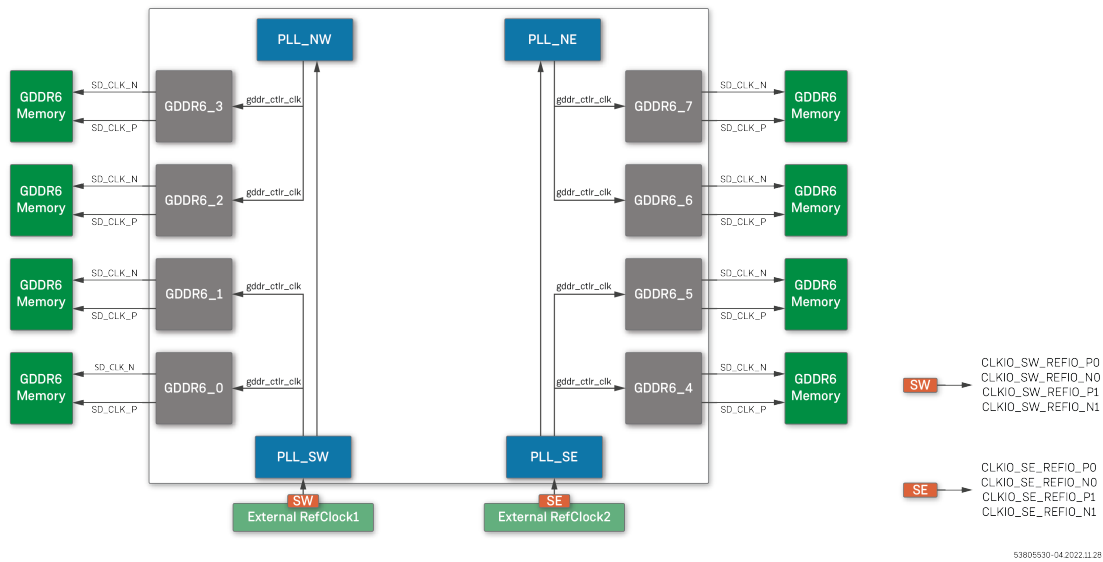 PLL_NW
PLL_NE
GDDR6
Memory
SD_CLK_N
SD_CLK_P
GDDR6_3
gddr_ctlr_clk
gddr_ctlr_clk
GDDR6_7
SD_CLK_N
SD_CLK_P
GDDR6
Memory
GDDR6
Memory
SD_CLK_N
SD_CLK_P
GDDR6_2
gddr_ctlr_clk
gddr_ctlr_clk
GDDR6_6
SD_CLK_N
SD_CLK_P
GDDR6
Memory
GDDR6
Memory
SD_CLK_N
SD_CLK_P
GDDR6_1
gddr_ctlr_clk
gddr_ctlr_clk
GDDR6_5
SD_CLK_N
SD_CLK_P
GDDR6
Memory
GDDR6
Memory
SD_CLK_N
SD_CLK_P
GDDR6_0
gddr_ctlr_clk
gddr_ctlr_clk
GDDR6_4
SD_CLK_N
SD_CLK_P
GDDR6
Memory
PLL_SW
PLL_SE
SW
External RefClock1
SE
External RefClock2
SW
CLKIO_SW_REFIO_P0
CLKIO_SW_REFIO_N0
CLKIO_SW_REFIO_P1
CLKIO_SW_REFIO_N1
SE
CLKIO_SE_REFIO_P0
CLKIO_SE_REFIO_N0
CLKIO_SE_REFIO_P1
CLKIO_SE_REFIO_N1
53805530-04.2022.11.28